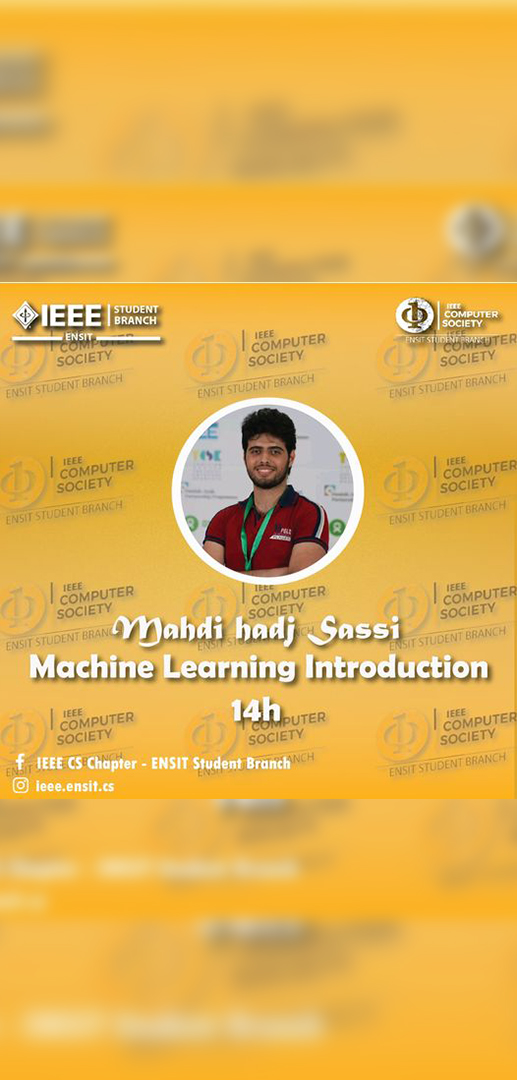 IEEE STUDENT BRANCH
ENSIT
IEEE COMPUTER SOCIETY
ENSIT STUDENT BRANCH
Mahdi hadj Sassi
Machine Learning Introduction
14h
IEEE CS Chapter - ENSIT Student Branch
Ieee.ensit.cs